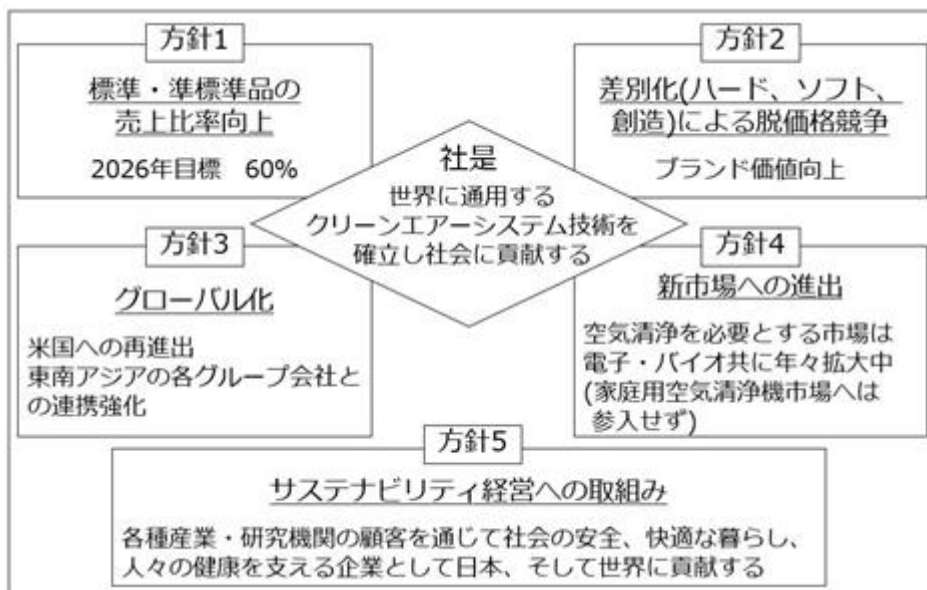 方針1
標準・準標準品の
売上比率向上
2026年目標 60%
方針2
差別化(ハード、ソフト、
創造)による脱価格競争
ブランド価値向上
社是
世界に通用する
クリーンエアーシステム技術を
確立し社会に貢献する
方針3
グローバル化
米国への再進出
東南アジアの各グループ会社と
の連携強化
方針4
新市場への進出
空気清浄を必要とする市場は
電子・バイオ共に年々拡大中
(家庭用空気清浄機市場へは
参入せず)
方針5
サステナビリティ経営への取組み
各種産業・研究機関の顧客を通じて社会の安全、快適な暮らし、
人々の健康を支える企業として日本、そして世界に貢献する